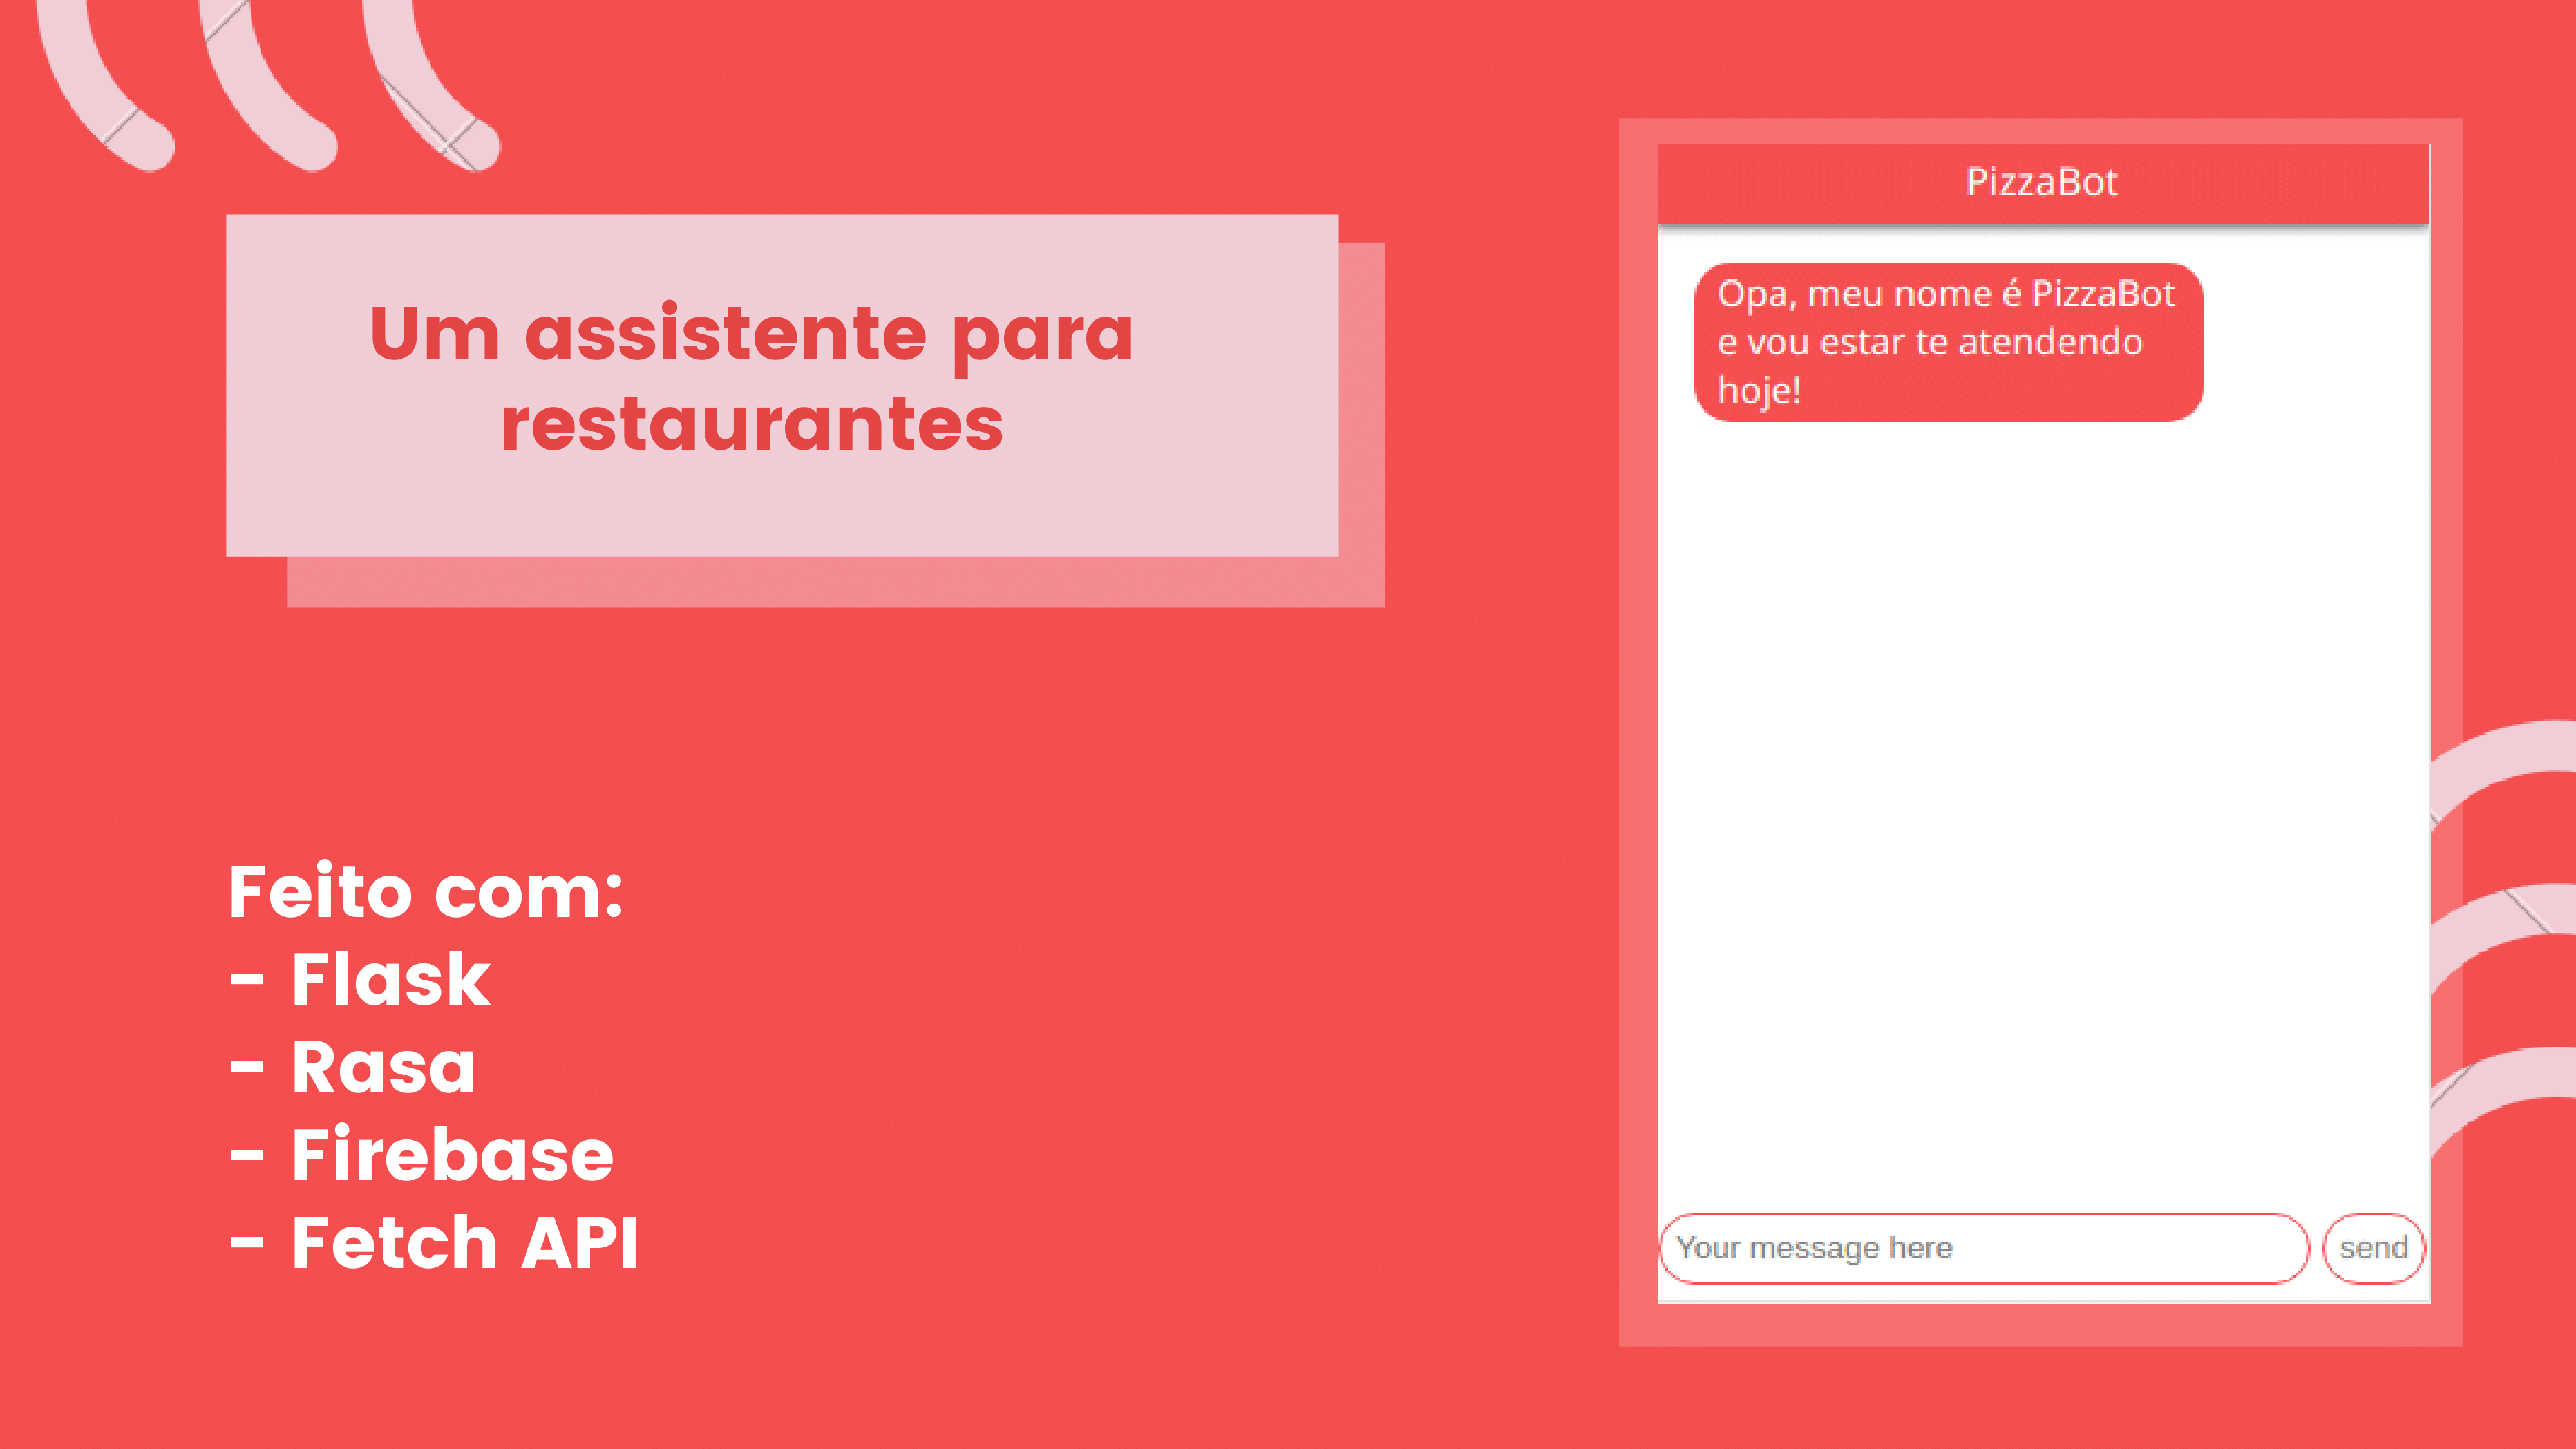 Um assistente para
restaurantes
Feito com:
- Flask
- Rasa
- Firebase
- Fetch API
PizzaBot
Opa, meu nome é PizzaBot
e vou estar te atendendo
hoje!
Your message here
send